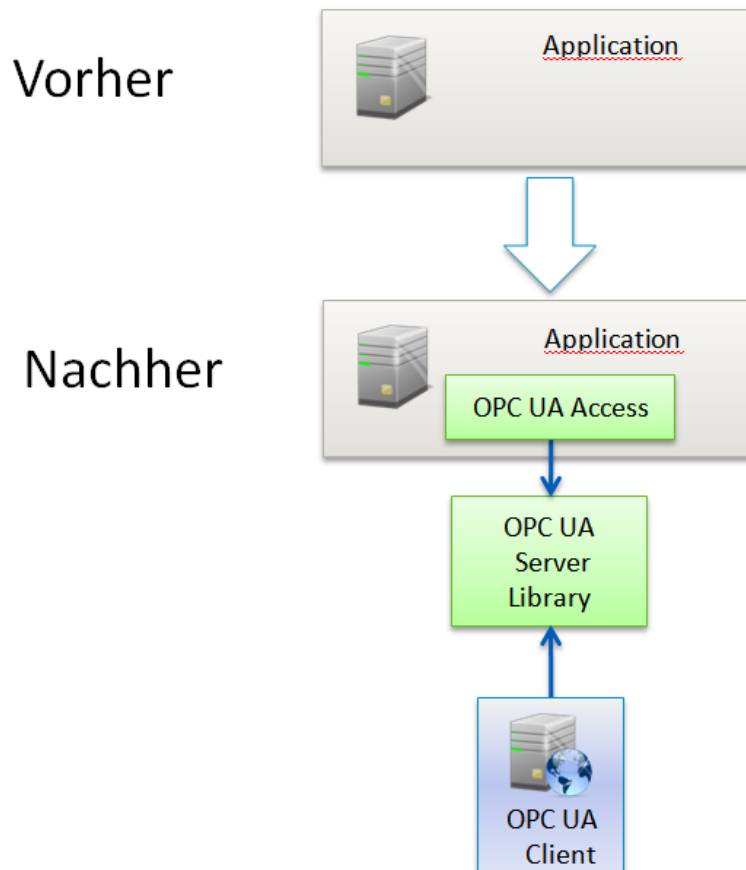 Vorher
Application
Nachher
Application
OPC UA Access
OPC UA
Server
Library
OPC UA
Client